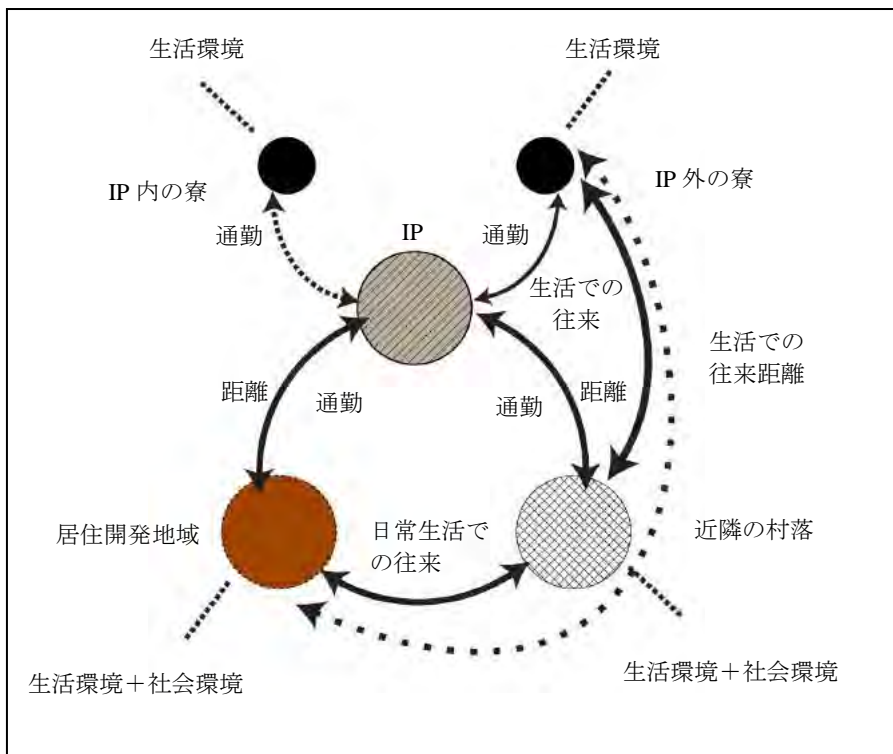 生活環境
生活環境
IP 内の寮
IP 外の寮
通勤
IP
通勤
生活での
往来
生活での
往来距離
距離
通勤
通勤
距離
居住開発地域
日常生活で
の往来
近隣の村落
生活環境+社会環境
生活環境+社会環境